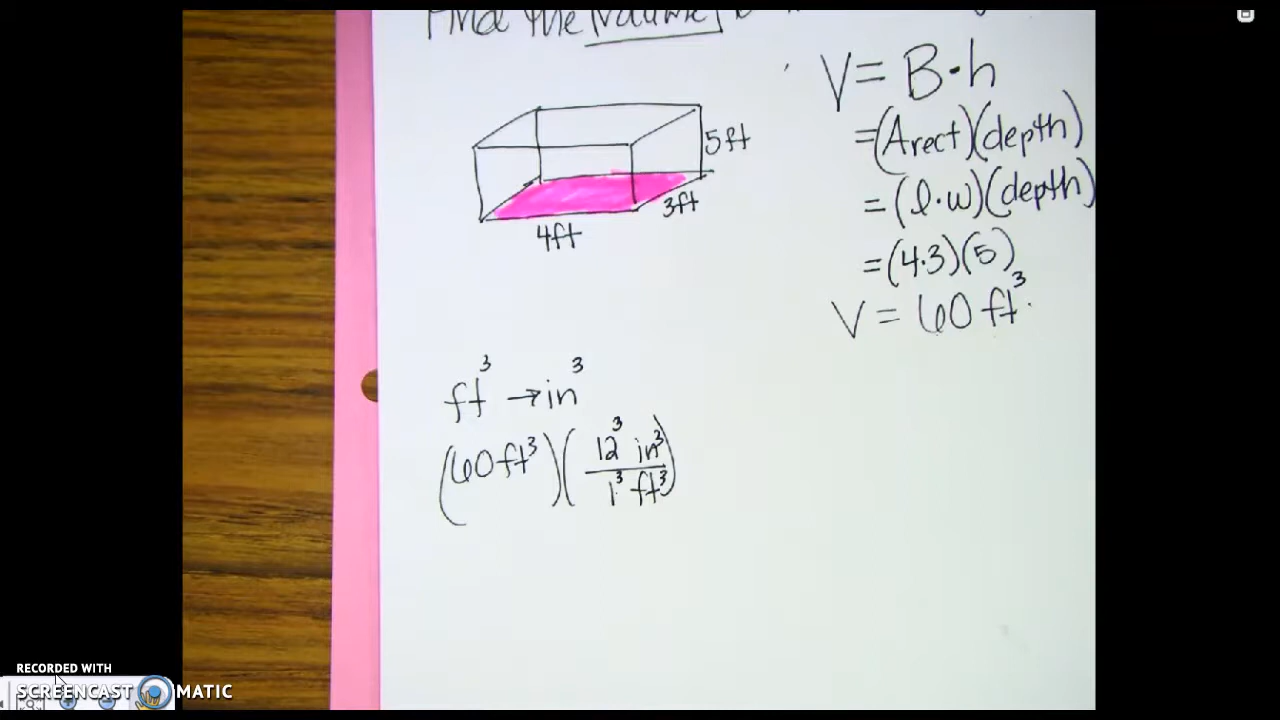 Find the Volume
V = B·h
= (Arect)(depth)
= (l·w)(depth)
= (4·3)(5)
V = 60 ft³
5ft
3ft
4ft
ft³ → in³
(60ft³)(12³ in³ / 1³ ft³)
RECORDED WITH
SCREENCAST MATIC